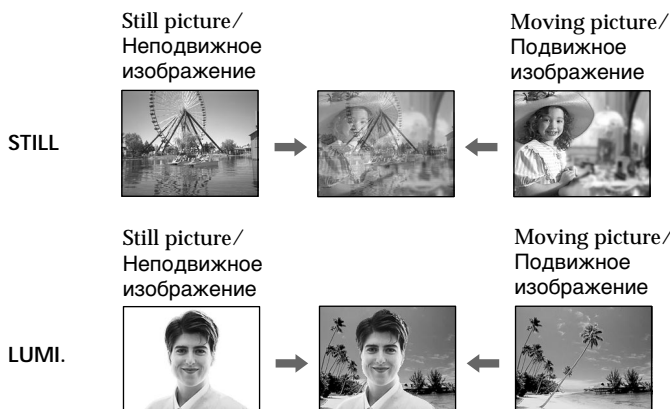 Still picture/
Неподвижное
изображение
Moving picture/
Подвижное
изображение
STILL
Still picture/
Неподвижное
изображение
Moving picture/
Подвижное
изображение
LUMI.